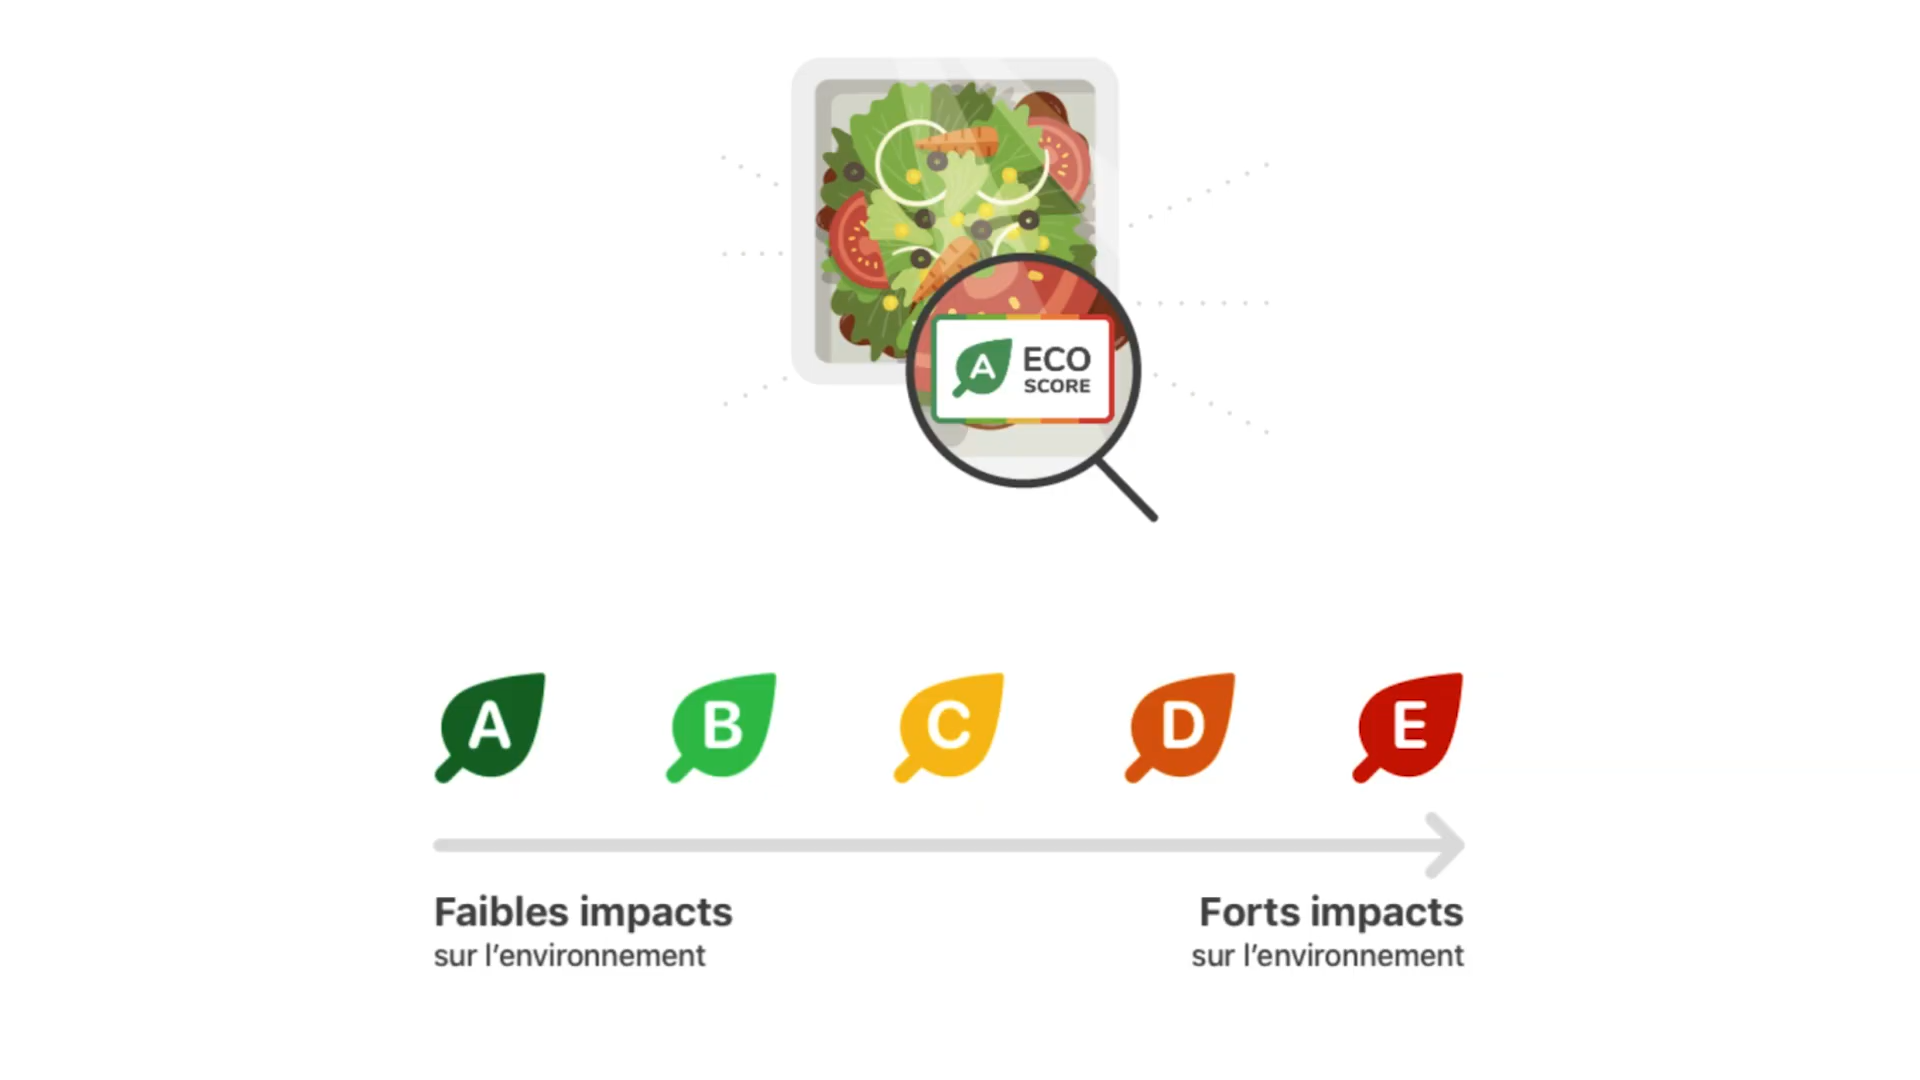 A ECO
SCORE
A B C D E
Faibles impacts
sur l’environnement
Forts impacts
sur l’environnement